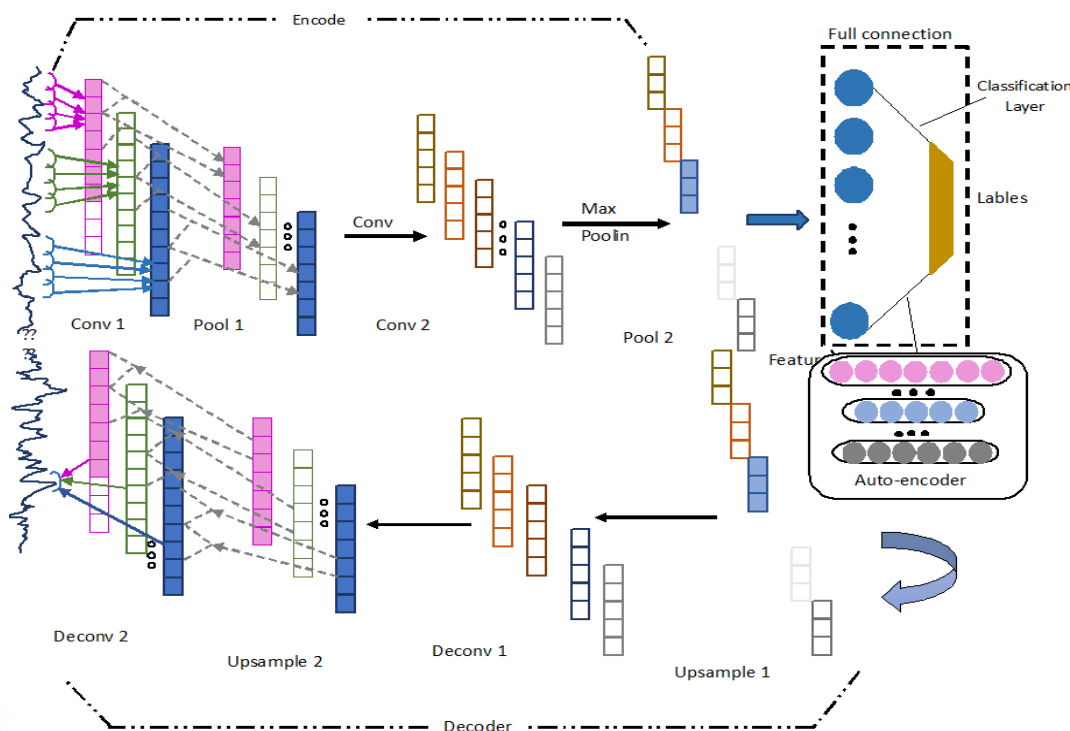 Encode
Full connection
Classification
Layer
Lables
Conv
Max
Poolin
Conv 1
Pool 1
Conv 2
Pool 2
??
??
Featur
Auto-encoder
Deconv 2
Upsample 2
Deconv 1
Upsample 1
Decoder